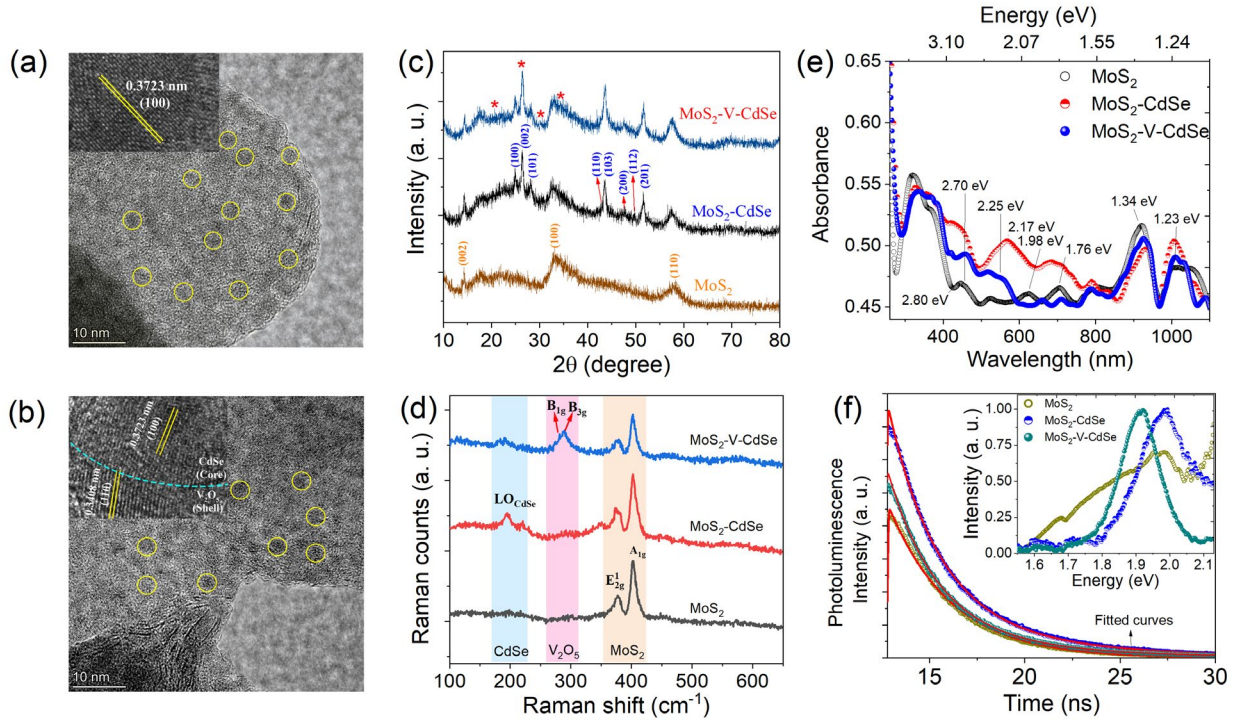 (a)
0.3723 nm
(100)
10 nm
(b)
0.3723 nm
(100)
CdSe
(Core)
V₂O₅
(Shell)
(110)
10 nm
(c)
Intensity (a. u.)
MoS₂-V-CdSe
* * * *
(100)
(002)
(101)
(110)
(103)
(200)
(112)
(201)
MoS₂-CdSe
(002)
(100)
(110)
MoS₂
10 20 30 40 50 60 70 80
2θ (degree)
(d)
Raman counts (a. u.)
B₁g B₃g
MoS₂-V-CdSe
LO CdSe
MoS₂-CdSe
A₁g
E¹₂g
MoS₂
CdSe V₂O₅ MoS₂
100 200 300 400 500 600
Raman shift (cm⁻¹)
(e)
Energy (eV)
3.10 2.07 1.55 1.24
MoS₂
MoS₂-CdSe
MoS₂-V-CdSe
Absorbance
0.65
0.60
0.55
0.50
0.45
2.70 eV
2.25 eV
2.17 eV
1.98 eV
1.76 eV
1.34 eV
1.23 eV
2.80 eV
400 600 800 1000
Wavelength (nm)
(f)
Photoluminescence
Intensity (a. u.)
MoS₂
MoS₂-CdSe
MoS₂-V-CdSe
Intensity (a. u.)
1.00
0.75
0.50
0.25
0.00
1.6 1.7 1.8 1.9 2.0 2.1
Energy (eV)
Fitted curves
15 20 25 30
Time (ns)